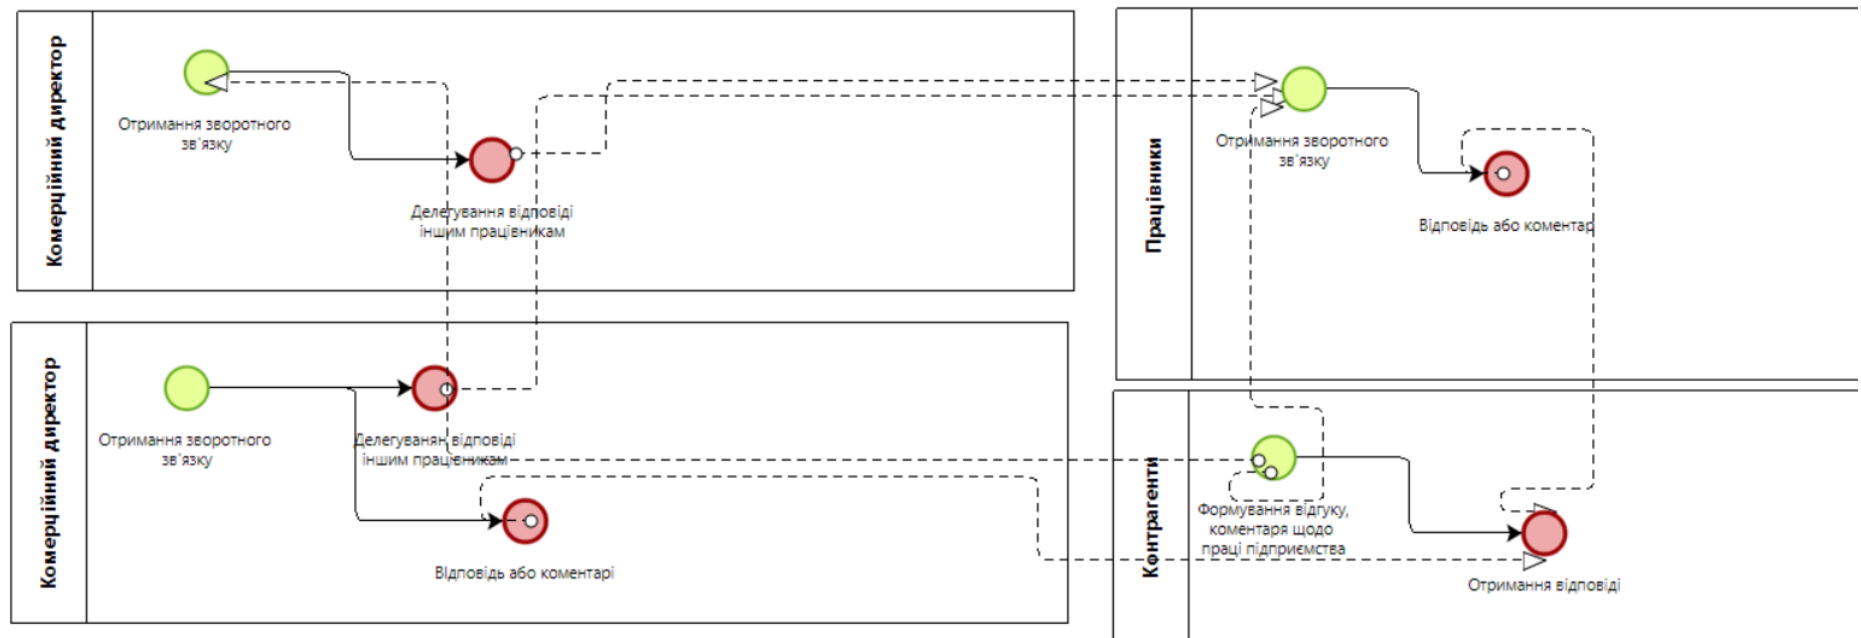 Комерційний директор
Отримання зворотного
зв'язку
Делегування відповіді
іншим працівникам
Працівники
Отримання зворотного
зв'язку
Відповідь або коментар
Комерційний директор
Отримання зворотного
зв'язку
Делегуванян відповіді
іншим працівникам
Відповідь або коментарі
Контрагенти
Формування відгуку,
коментаря щодо
праці підприємства
Отримання відповіді